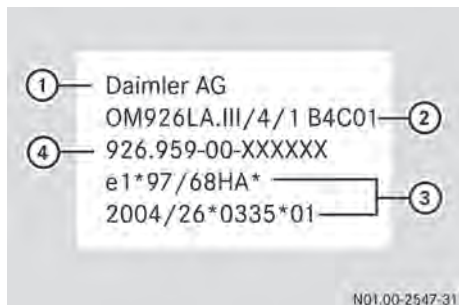 1 Daimler AG
OM926LA.III/4/1 B4C01 2
4 926.959-00-XXXXXX
e1*97/68HA*
3
2004/26*0335*01
N01.00-2547-31